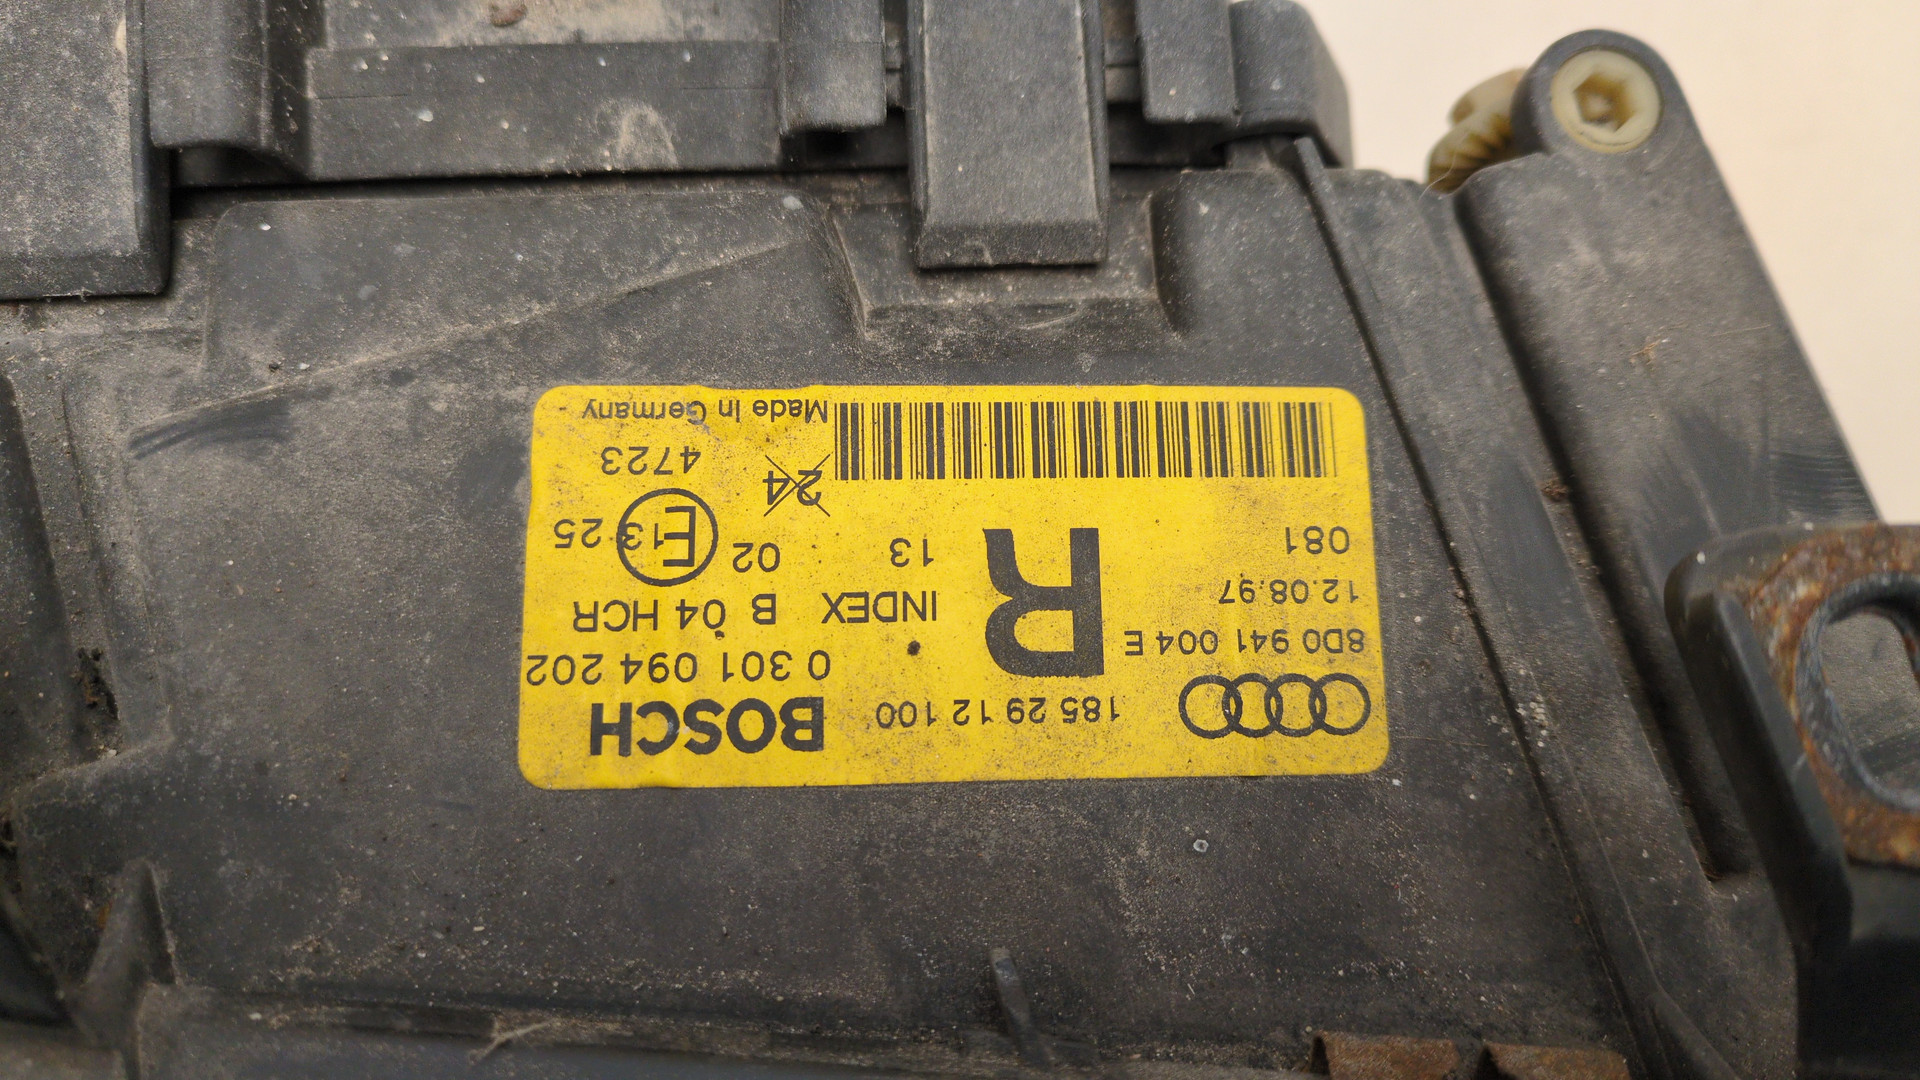 185 29 12 100 BOSCH
8D0 941 004 E 0 301 094 202
12.08.97 R INDEX B 04 HCR
081 13 02 E13 25
24 4723
Made In Germany